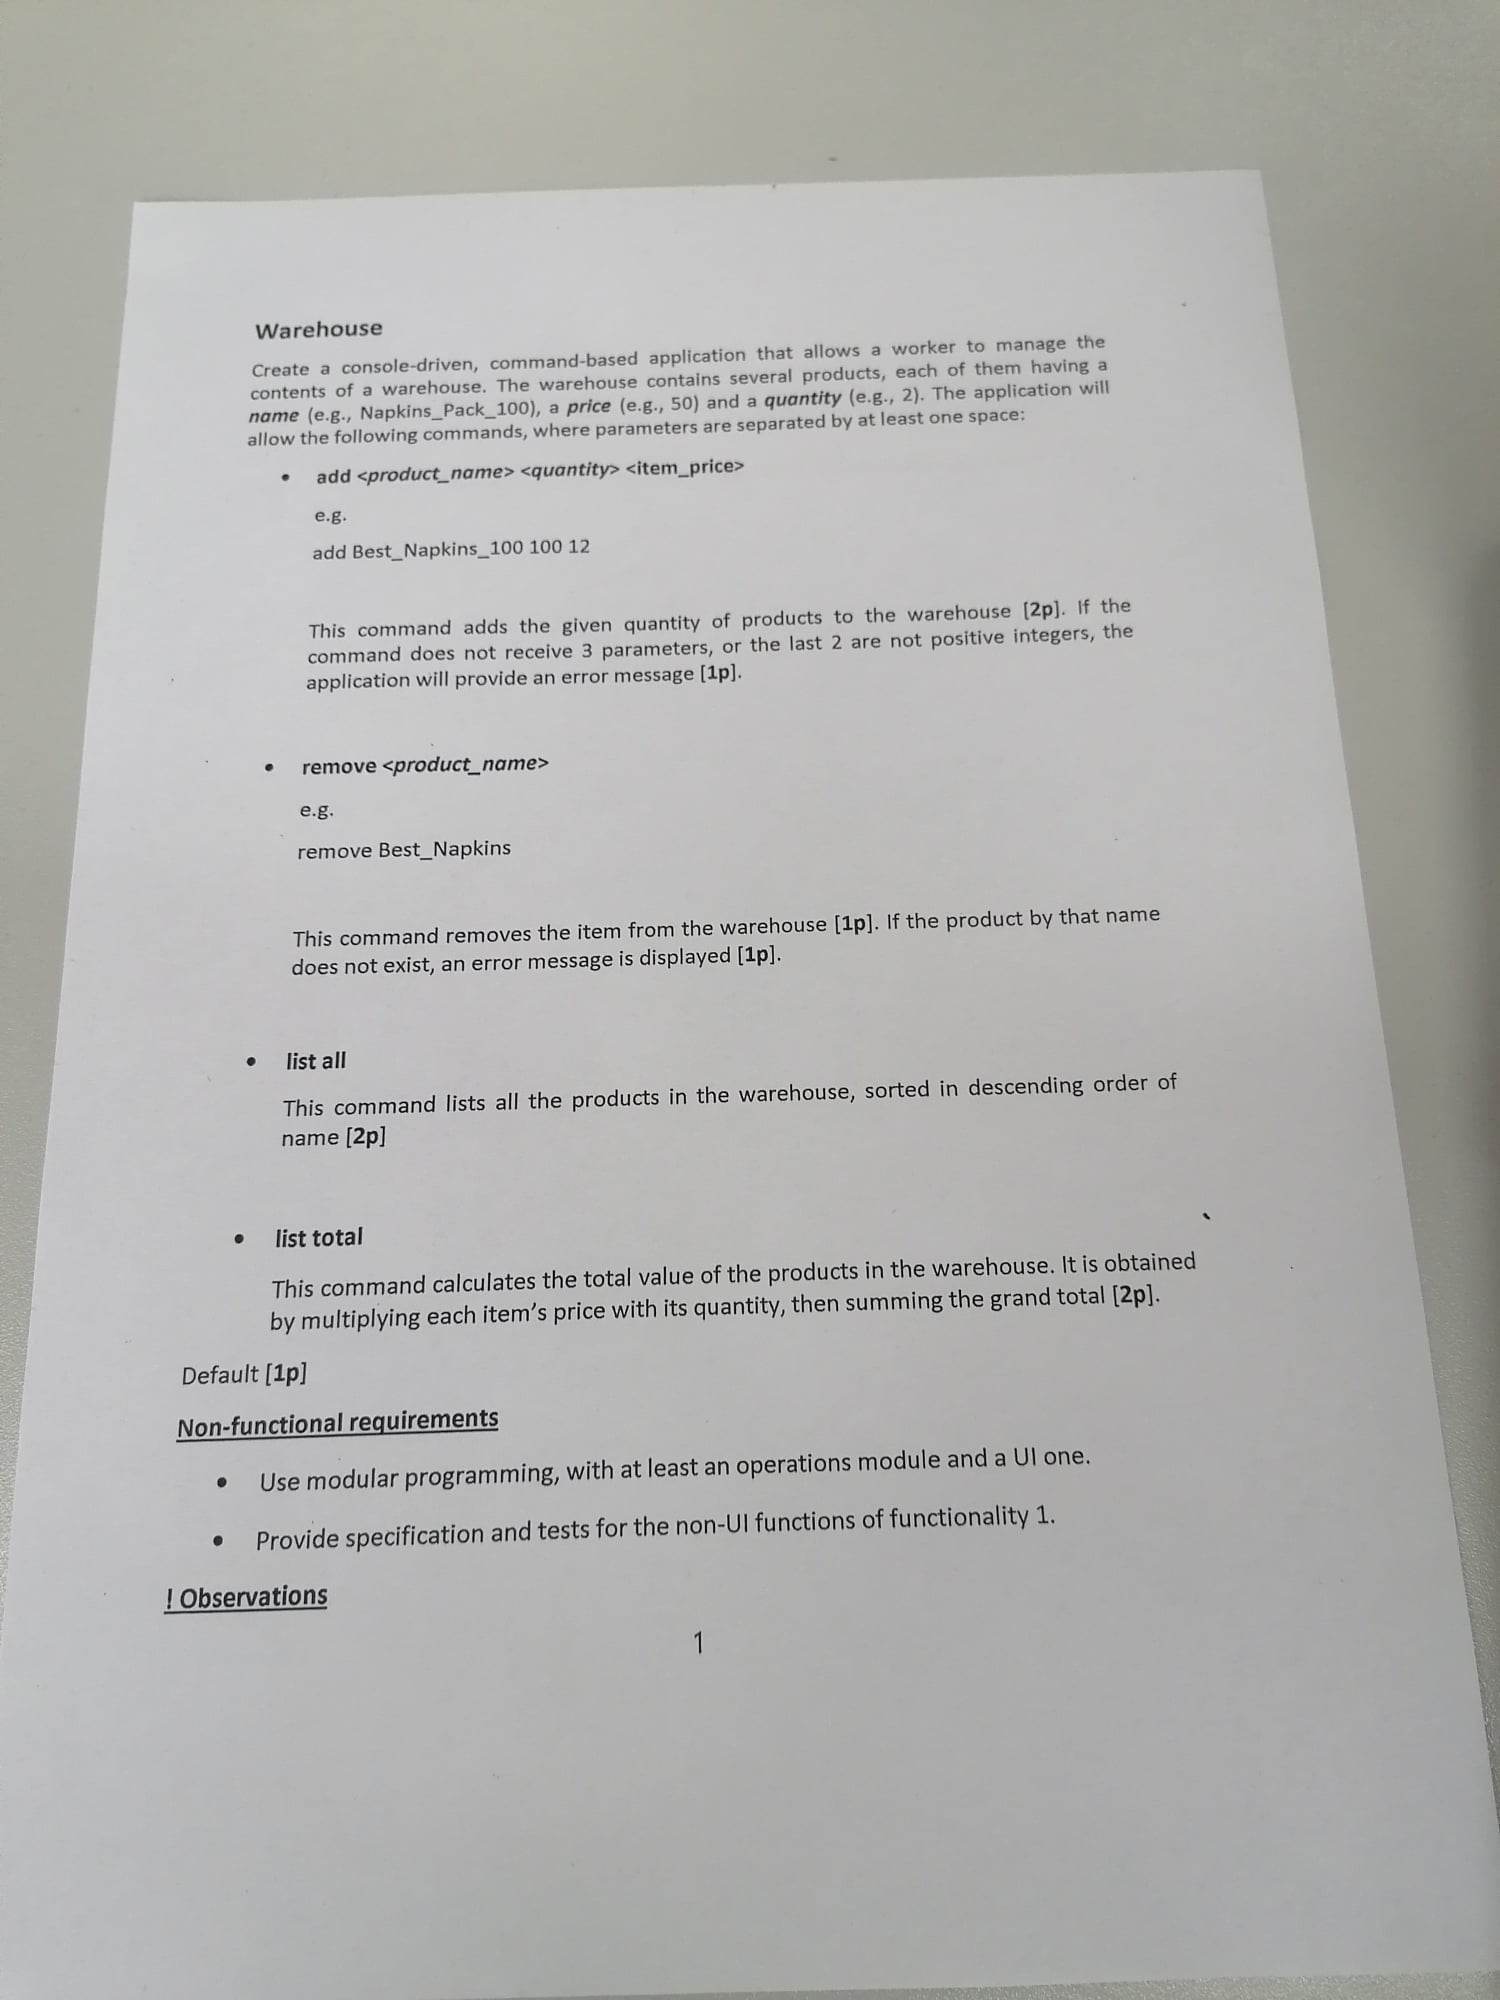 Warehouse
Create a console-driven, command-based application that allows a worker to manage the
contents of a warehouse. The warehouse contains several products, each of them having a
name (e.g., Napkins_Pack_100), a price (e.g., 50) and a quantity (e.g., 2). The application will
allow the following commands, where parameters are separated by at least one space:
• add <product_name> <quantity> <item_price>
e.g.
add Best_Napkins_100 100 12
This command adds the given quantity of products to the warehouse [2p]. If the
command does not receive 3 parameters, or the last 2 are not positive integers, the
application will provide an error message [1p].
• remove <product_name>
e.g.
remove Best_Napkins
This command removes the item from the warehouse [1p]. If the product by that name
does not exist, an error message is displayed [1p].
• list all
This command lists all the products in the warehouse, sorted in descending order of
name [2p]
• list total
This command calculates the total value of the products in the warehouse. It is obtained
by multiplying each item's price with its quantity, then summing the grand total [2p].
Default [1p]
Non-functional requirements
• Use modular programming, with at least an operations module and a UI one.
• Provide specification and tests for the non-UI functions of functionality 1.
! Observations
1